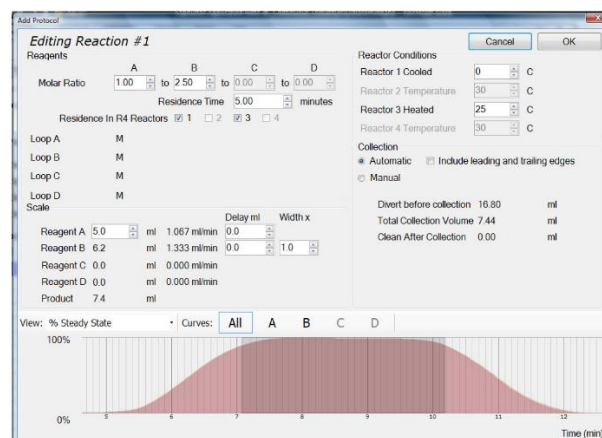 Add Protocol
Editing Reaction #1
Cancel OK
Reagents
A B C D
Molar Ratio 1.00 to 2.50 to 0.00 to 0.00
Residence Time 5.00 minutes
Residence In R4 Reactors 1 2 3 4
Loop A M
Loop B M
Loop C M
Loop D M
Scale
Delay ml Width x
Reagent A 5.0 ml 1.067 ml/min 0.0
Reagent B 6.2 ml 1.333 ml/min 0.0 1.0
Reagent C 0.0 ml 0.000 ml/min
Reagent D 0.0 ml 0.000 ml/min
Product 7.4 ml
Reactor Conditions
Reactor 1 Cooled 0 C
Reactor 2 Temperature 30 C
Reactor 3 Heated 25 C
Reactor 4 Temperature 30 C
Collection
Automatic Include leading and trailing edges
Manual
Divert before collection 16.80 ml
Total Collection Volume 7.44 ml
Clean After Collection 0.00 ml
View: % Steady State Curves: All A B C D
100%
0%
5 6 7 8 9 10 11 12
Time (min)